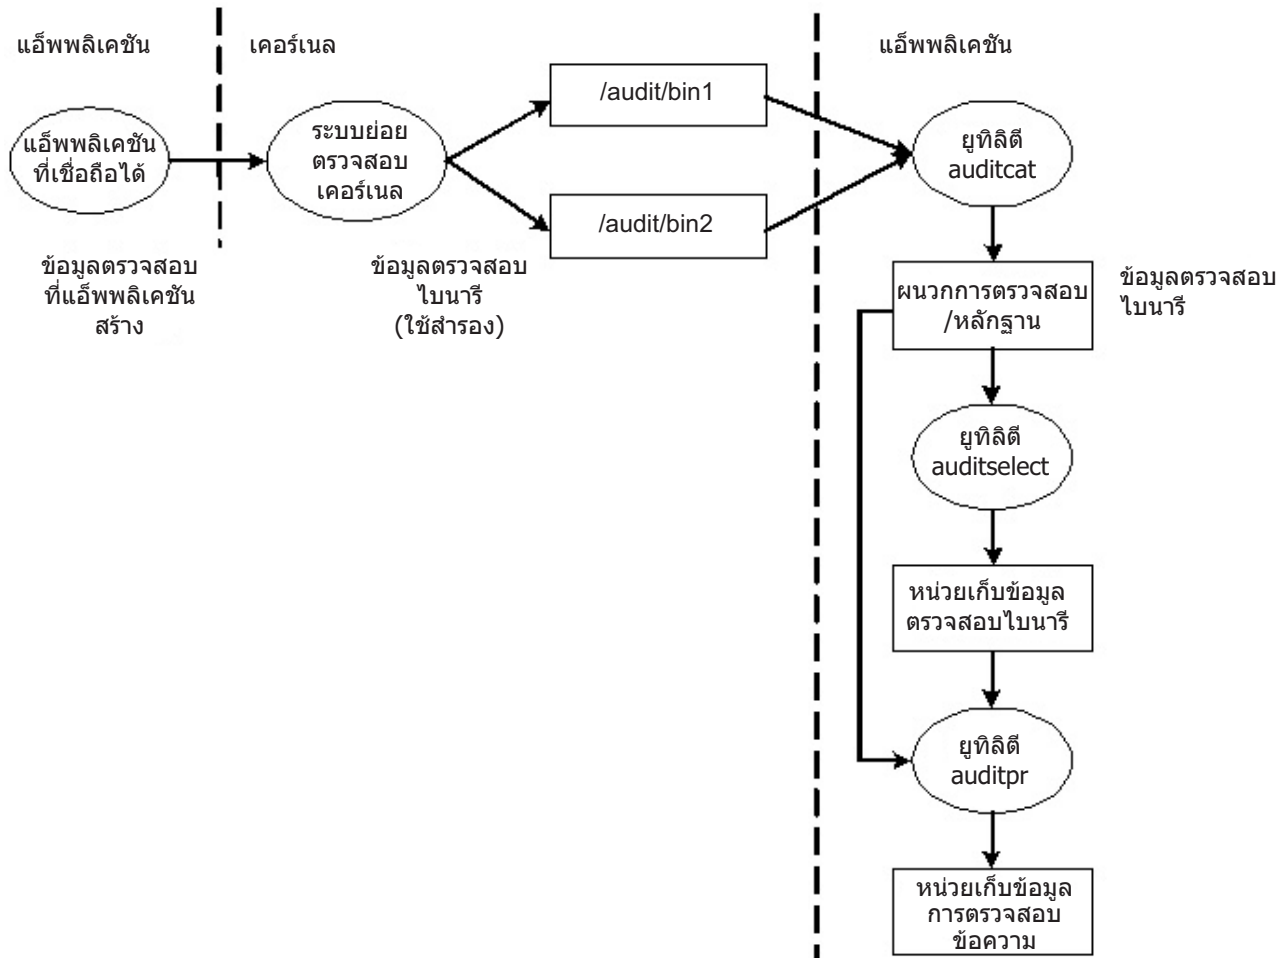 แอ็พพลิเคชัน
เคอร์เนล
แอ็พพลิเคชัน
แอ็พพลิเคชัน
ที่เชื่อถือได้
ระบบย่อย
ตรวจสอบ
เคอร์เนล
/audit/bin1
/audit/bin2
ยูทิลิตี
auditcat
ข้อมูลตรวจสอบ
ที่แอ็พพลิเคชัน
สร้าง
ข้อมูลตรวจสอบ
ไบนารี
(ใช้สำรอง)
ผนวกการตรวจสอบ
/หลักฐาน
ข้อมูลตรวจสอบ
ไบนารี
ยูทิลิตี
auditselect
หน่วยเก็บข้อมูล
ตรวจสอบไบนารี
ยูทิลิตี
auditpr
หน่วยเก็บข้อมูล
การตรวจสอบ
ข้อความ